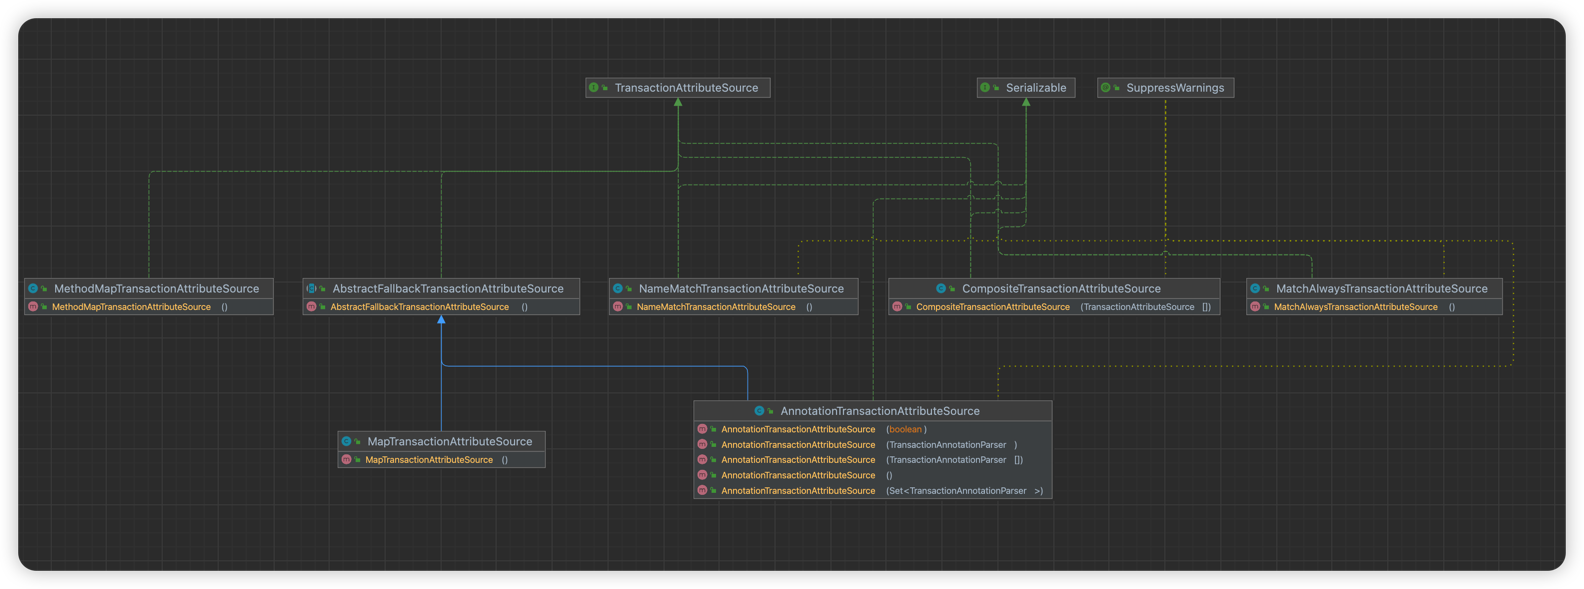 TransactionAttributeSource
Serializable
SuppressWarnings
MethodMapTransactionAttributeSource
MethodMapTransactionAttributeSource ()
AbstractFallbackTransactionAttributeSource
AbstractFallbackTransactionAttributeSource ()
NameMatchTransactionAttributeSource
NameMatchTransactionAttributeSource ()
CompositeTransactionAttributeSource
CompositeTransactionAttributeSource (TransactionAttributeSource [])
MatchAlwaysTransactionAttributeSource
MatchAlwaysTransactionAttributeSource ()
MapTransactionAttributeSource
MapTransactionAttributeSource ()
AnnotationTransactionAttributeSource
AnnotationTransactionAttributeSource (boolean )
AnnotationTransactionAttributeSource (TransactionAnnotationParser )
AnnotationTransactionAttributeSource (TransactionAnnotationParser [])
AnnotationTransactionAttributeSource ()
AnnotationTransactionAttributeSource (Set<TransactionAnnotationParser >)